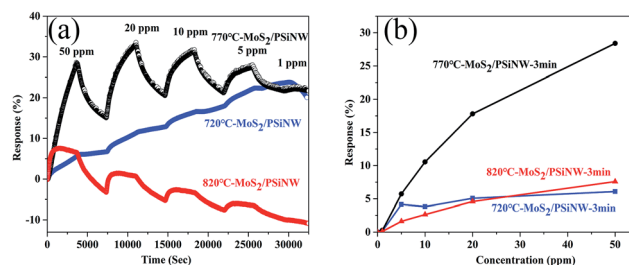 (a)
50 ppm
20 ppm
10 ppm
5 ppm
1 ppm
770°C-MoS₂/PSiNW
720°C-MoS₂/PSiNW
820°C-MoS₂/PSiNW
Response (%)
40
30
20
10
0
-10
0
5000
10000
15000
20000
25000
30000
Time (Sec)
(b)
770°C-MoS₂/PSiNW-3min
820°C-MoS₂/PSiNW-3min
720°C-MoS₂/PSiNW-3min
Response (%)
30
25
20
15
10
5
0
0
10
20
30
40
50
Concentration (ppm)